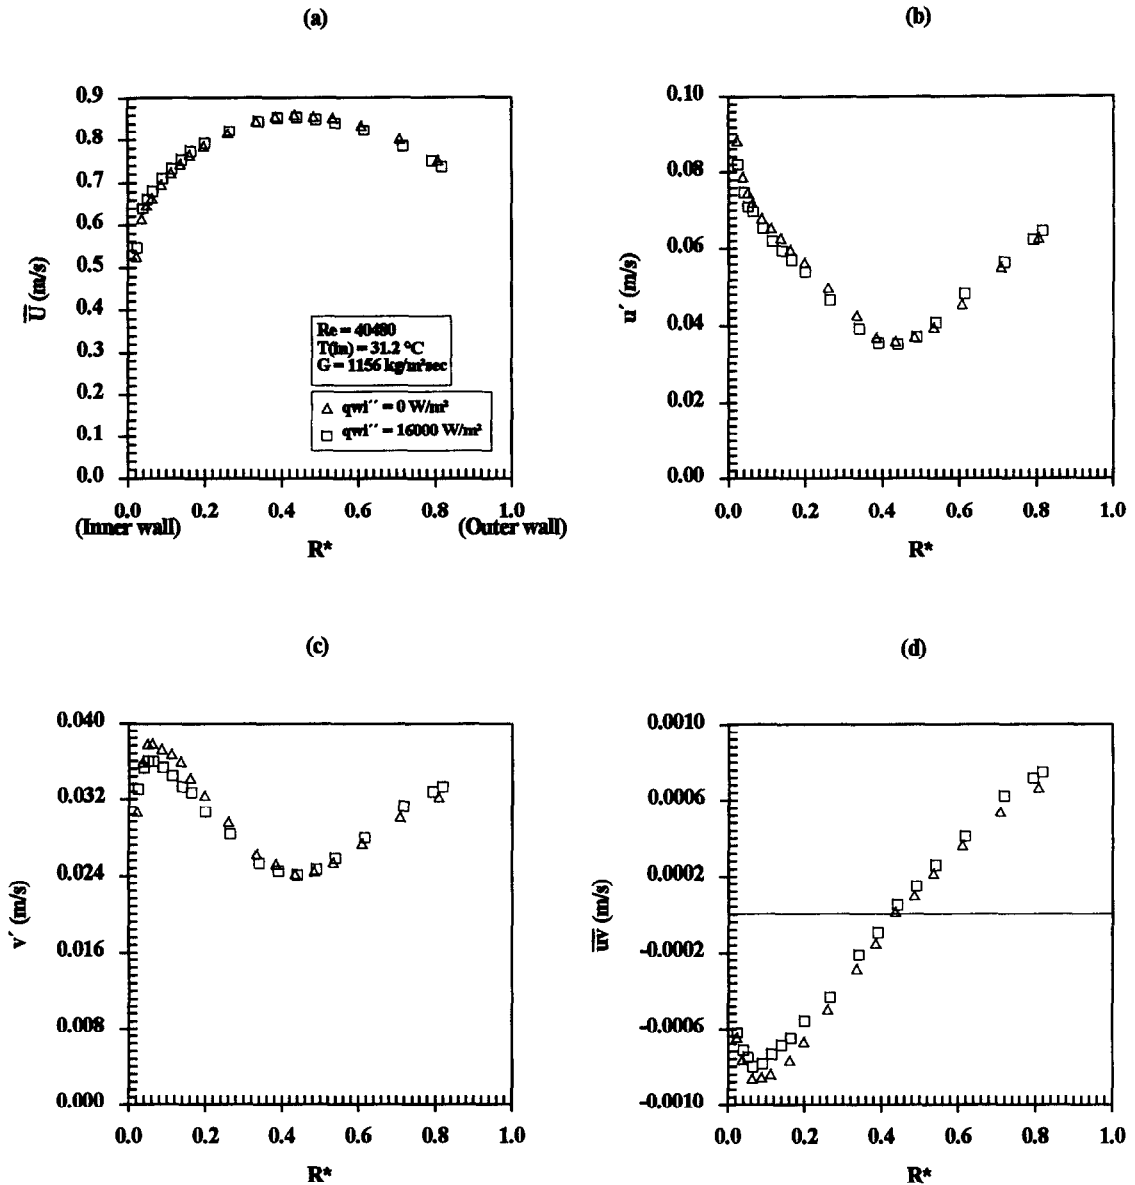 (a)
(b)
0.9
0.8
0.7
0.6
0.5
0.4
0.3
0.2
0.1
0.0
U̅ (m/s)
Re = 40480
T(in) = 31.2 °C
G = 1156 kg/m²sec
△ qwi´´ = 0 W/m²
□ qwi´´ = 16000 W/m²
0.0 0.2 0.4 0.6 0.8 1.0
(Inner wall) (Outer wall)
R*
0.10
0.08
0.06
0.04
0.02
0.00
u´ (m/s)
0.0 0.2 0.4 0.6 0.8 1.0
R*
(c)
(d)
0.040
0.032
0.024
0.016
0.008
0.000
v´ (m/s)
0.0 0.2 0.4 0.6 0.8 1.0
R*
0.0010
0.0006
0.0002
-0.0002
-0.0006
-0.0010
u̅v̅ (m/s)
0.0 0.2 0.4 0.6 0.8 1.0
R*